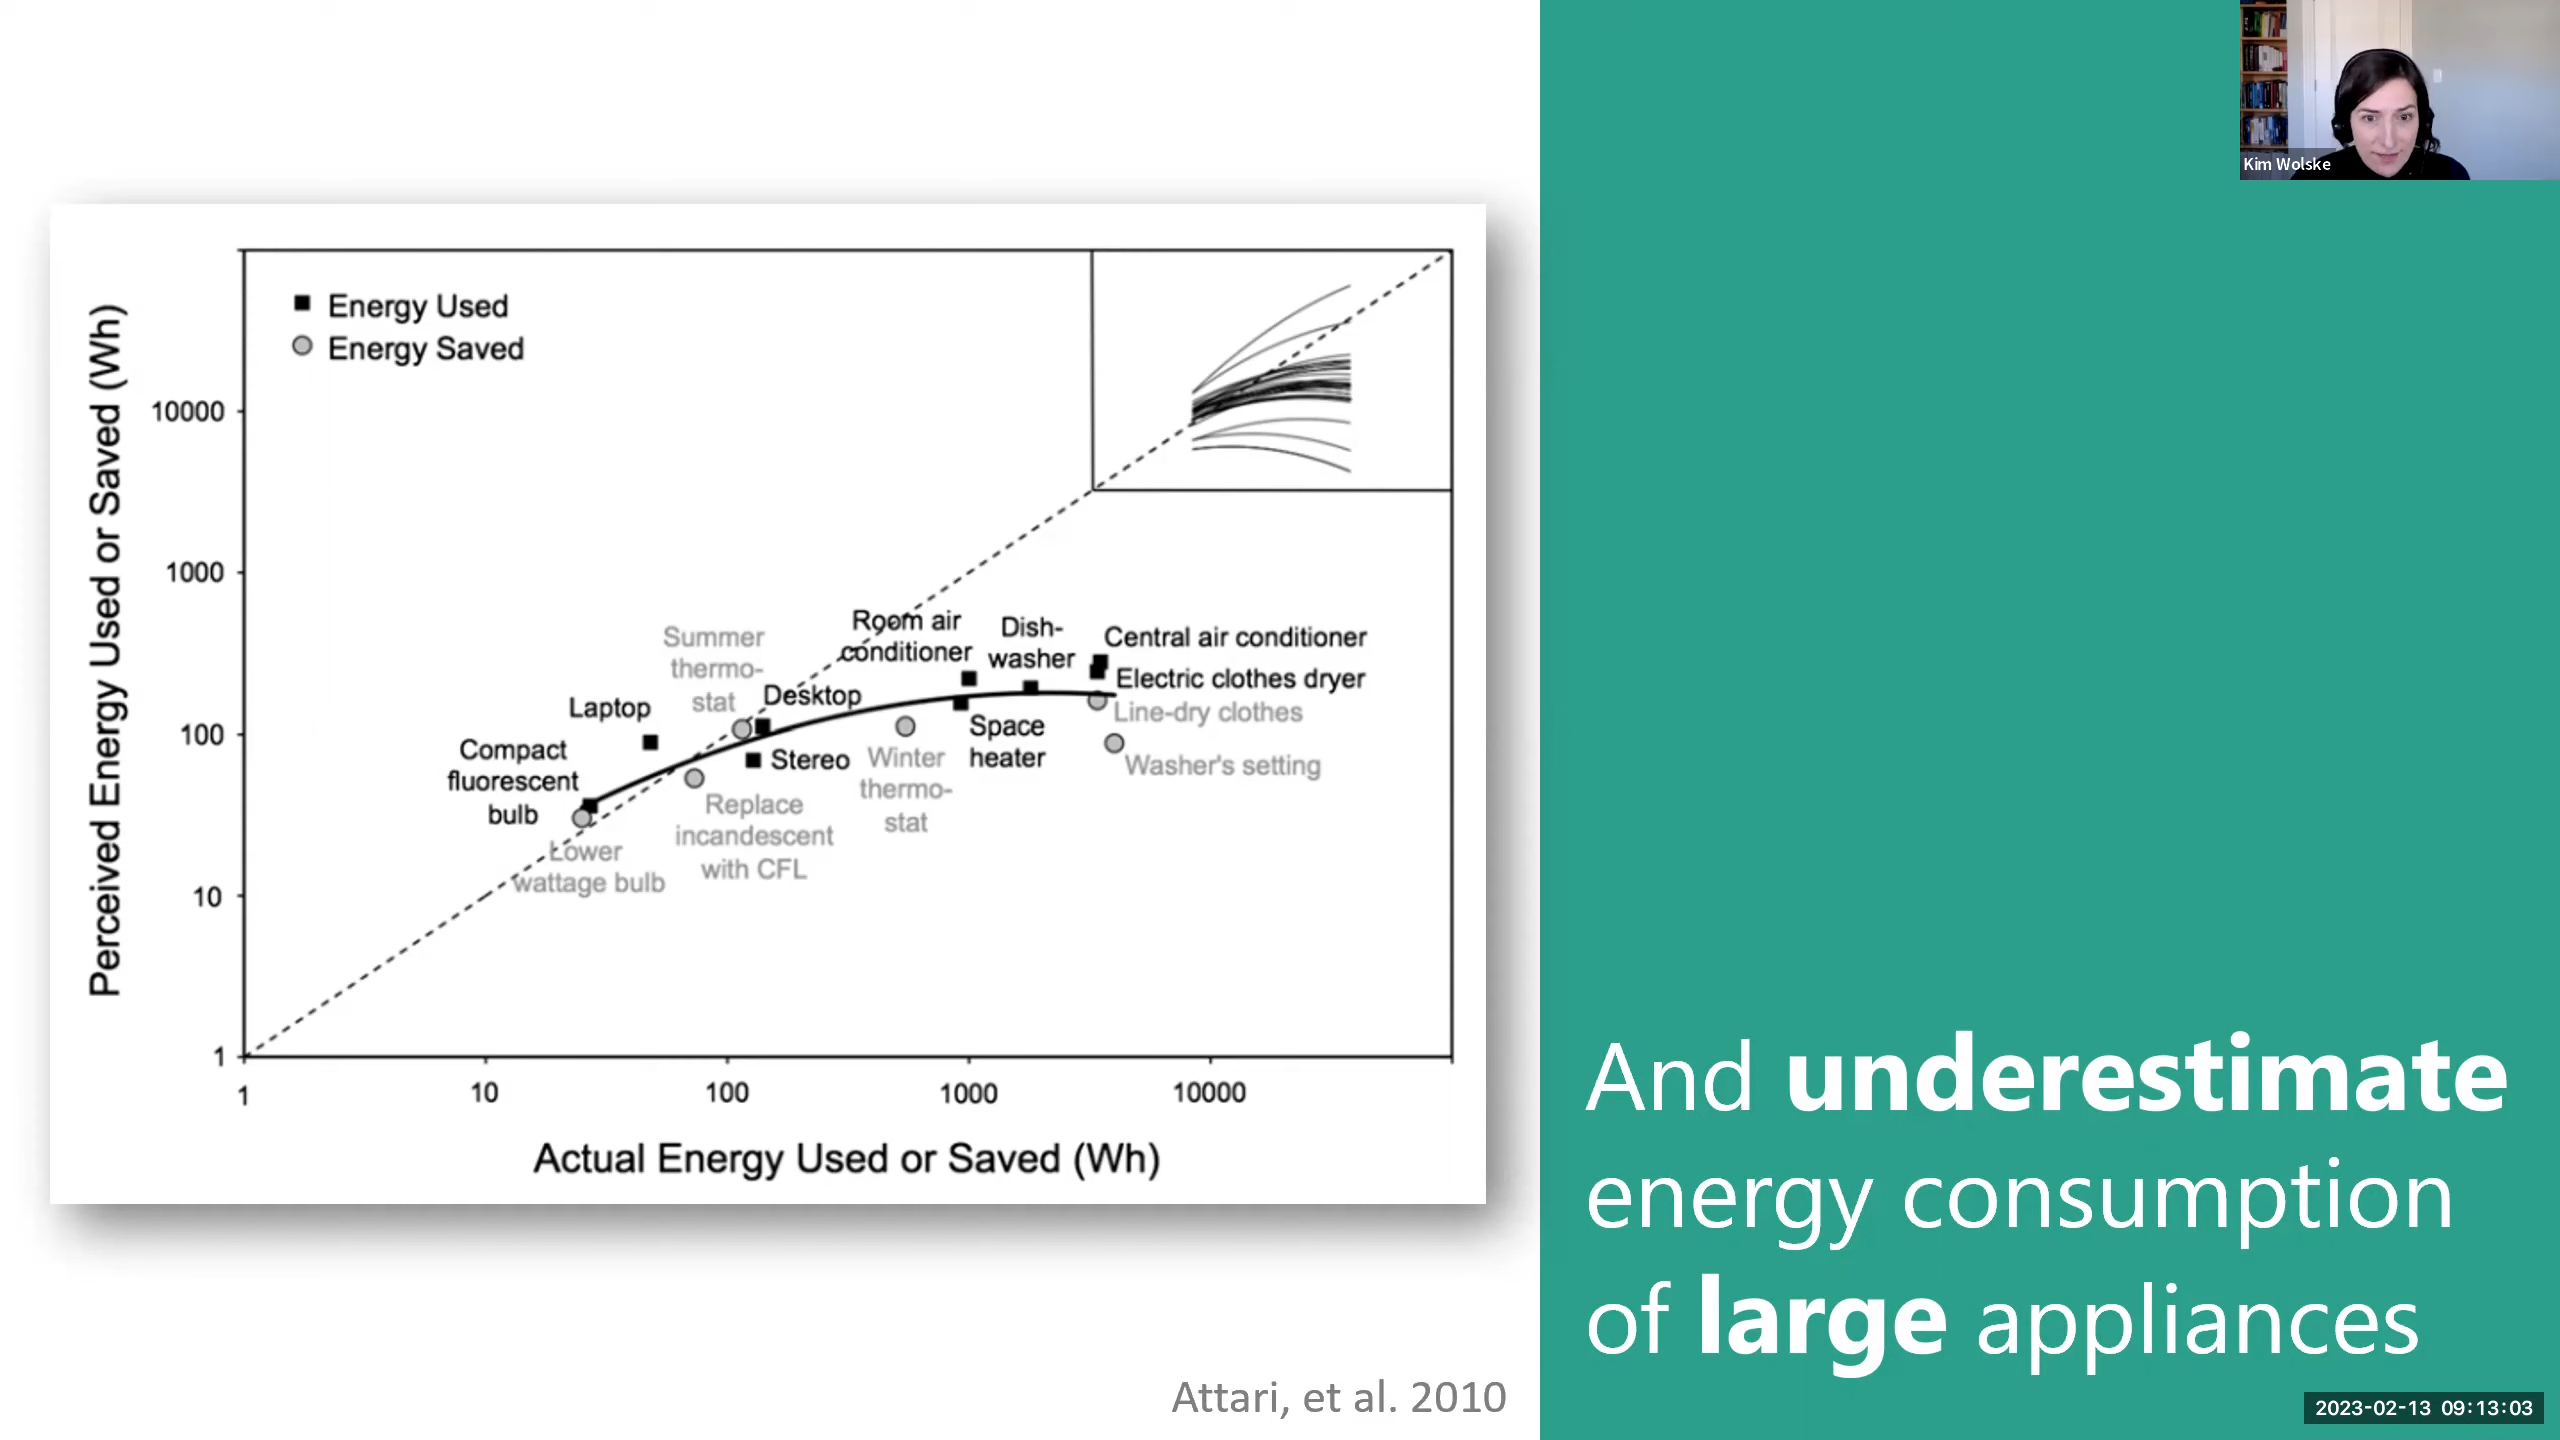 Kim Wolske
Perceived Energy Used or Saved (Wh)
Energy Used
Energy Saved
10000
1000
100
10
1
Summer
thermo-
stat
Room air
conditioner
Dish-
washer
Central air conditioner
Electric clothes dryer
Line-dry clothes
Washer's setting
Laptop
Desktop
Stereo
Space
heater
Winter
thermo-
stat
Compact
fluorescent
bulb
Replace
incandescent
with CFL
Lower
wattage bulb
1
10
100
1000
10000
Actual Energy Used or Saved (Wh)
Attari, et al. 2010
And underestimate
energy consumption
of large appliances
2023-02-13 09:13:03